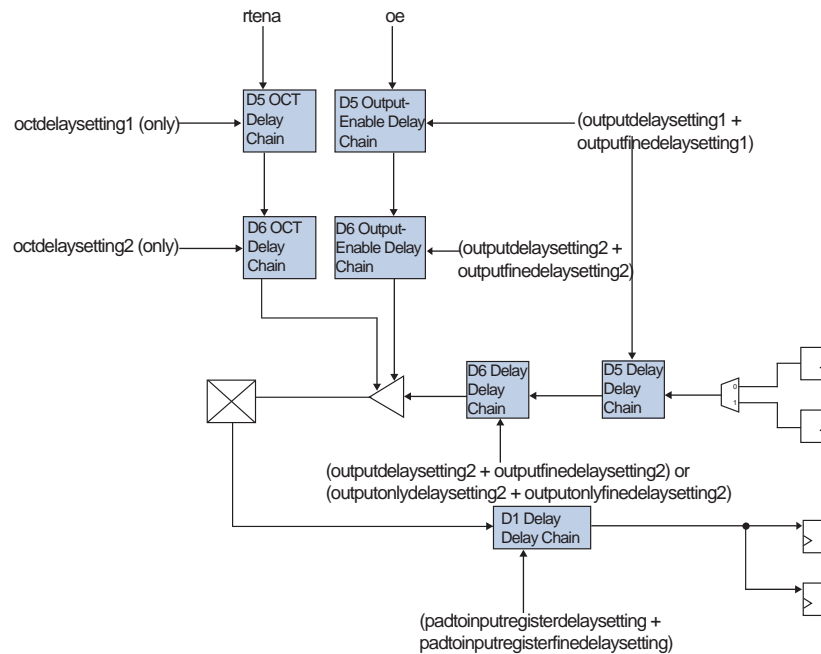 rtena
oe
D5 OCT
Delay
Chain
D5 Output-
Enable Delay
Chain
octdelaysetting1 (only)
(outputdelaysetting1 +
outputfinedelaysetting1)
D6 OCT
Delay
Chain
D6 Output-
Enable Delay
Chain
octdelaysetting2 (only)
(outputdelaysetting2 +
outputfinedelaysetting2)
D6 Delay
Delay
Chain
D5 Delay
Delay
Chain
0
1
(outputdelaysetting2 + outputfinedelaysetting2) or
(outputonlydelaysetting2 + outputonlyfinedelaysetting2)
D1 Delay
Delay Chain
(padtoinputregisterdelaysetting +
padtoinputregisterfinedelaysetting)